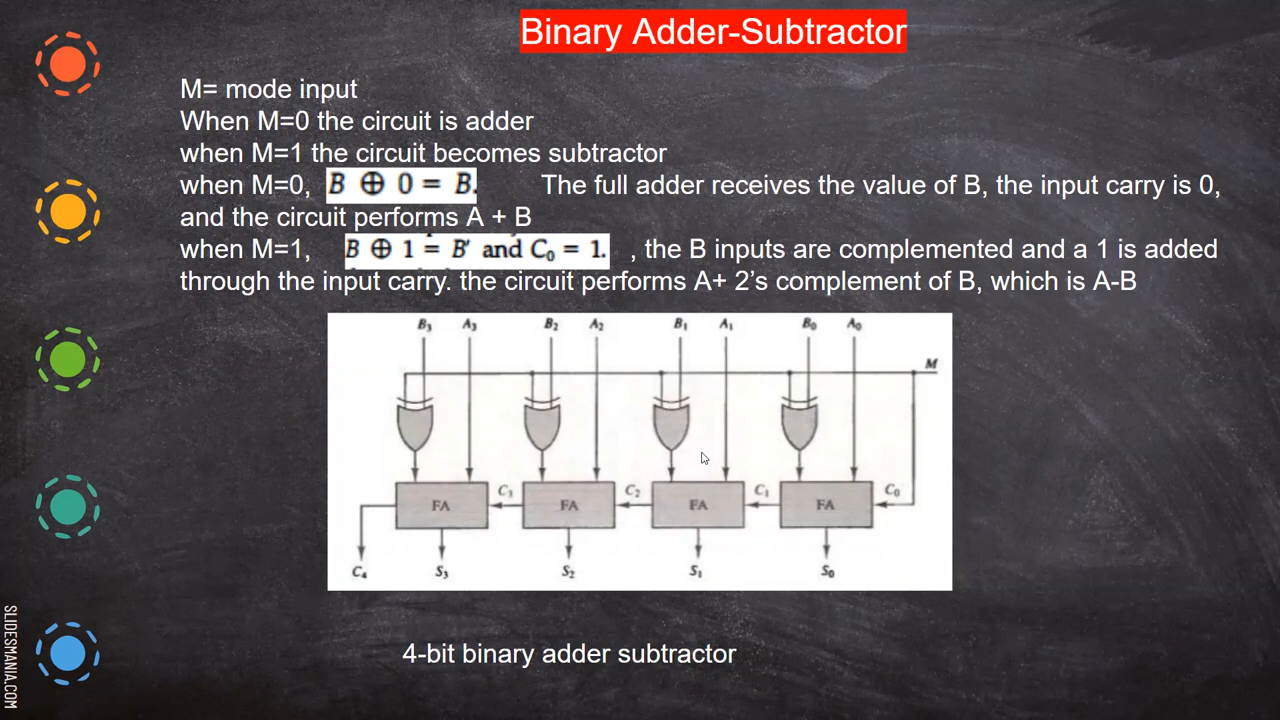 Binary Adder-Subtractor
M= mode input
When M=0 the circuit is adder
when M=1 the circuit becomes subtractor
when M=0, B ⊕ 0 = B. The full adder receives the value of B, the input carry is 0,
and the circuit performs A + B
when M=1, B ⊕ 1 = B′ and C₀ = 1. , the B inputs are complemented and a 1 is added
through the input carry. the circuit performs A+ 2’s complement of B, which is A-B
B₃ A₃ B₂ A₂ B₁ A₁ B₀ A₀
M
C₃ C₂ C₁ C₀
FA FA FA FA
C₄ S₃ S₂ S₁ S₀
4-bit binary adder subtractor
SLIDESMANIA.COM